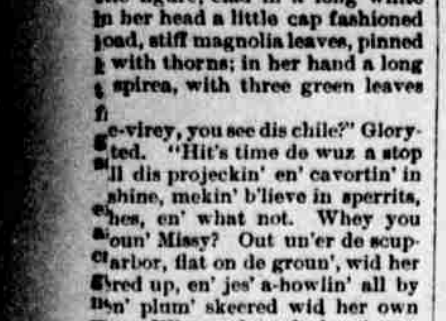 in her head a little cap fashioned
oad, stiff magnolia leaves, pinned
with thorns; in her hand a long
spirea, with three green leaves
e-virey, you see dis chile?" Glory-
ted. "Hit's time de wuz a stop
ll dis projeckin' en' cavortin' in
shine, mekin' b'lieve in sperrits,
hes, en' what not. Whey you
oun' Missy? Out un'er de scup-
arbor, flat on de groun', wid her
red up, en' jes' a-howlin' all by
n' plum' skeered wid her own